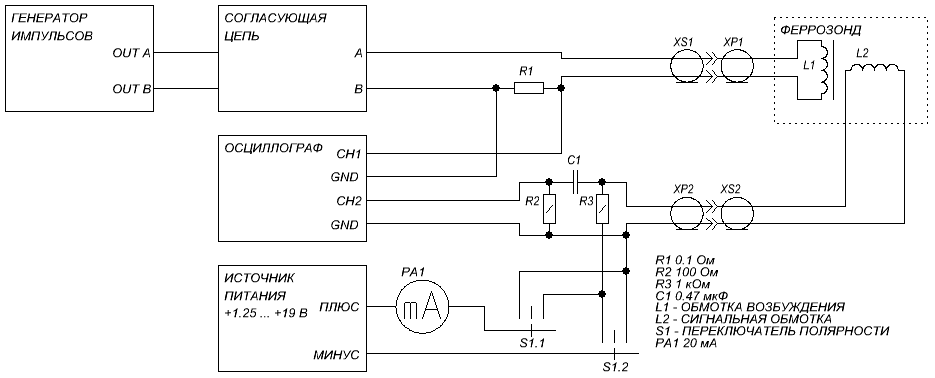 ГЕНЕРАТОР
ИМПУЛЬСОВ
OUT A
OUT B
СОГЛАСУЮЩАЯ
ЦЕПЬ
A
B
R1
XS1
XP1
ФЕРРОЗОНД
L1
L2
ОСЦИЛЛОГРАФ
CH1
GND
CH2
GND
C1
R2
R3
XP2
XS2
ИСТОЧНИК
ПИТАНИЯ
+1.25 ... +19 В
ПЛЮС
МИНУС
PA1
mA
S1.1
S1.2
R1 0.1 Ом
R2 100 Ом
R3 1 кОм
C1 0.47 мкФ
L1 - ОБМОТКА ВОЗБУЖДЕНИЯ
L2 - СИГНАЛЬНАЯ ОБМОТКА
S1 - ПЕРЕКЛЮЧАТЕЛЬ ПОЛЯРНОСТИ
PA1 20 мА